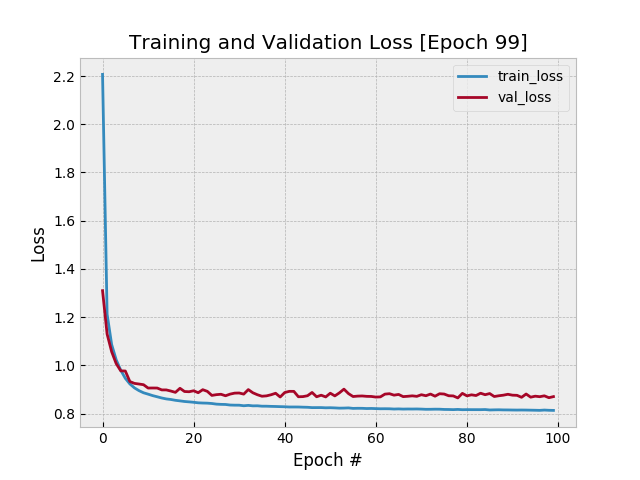 Training and Validation Loss [Epoch 99]
train_loss
val_loss
2.2
2.0
1.8
1.6
1.4
1.2
1.0
0.8
Loss
0 20 40 60 80 100
Epoch #